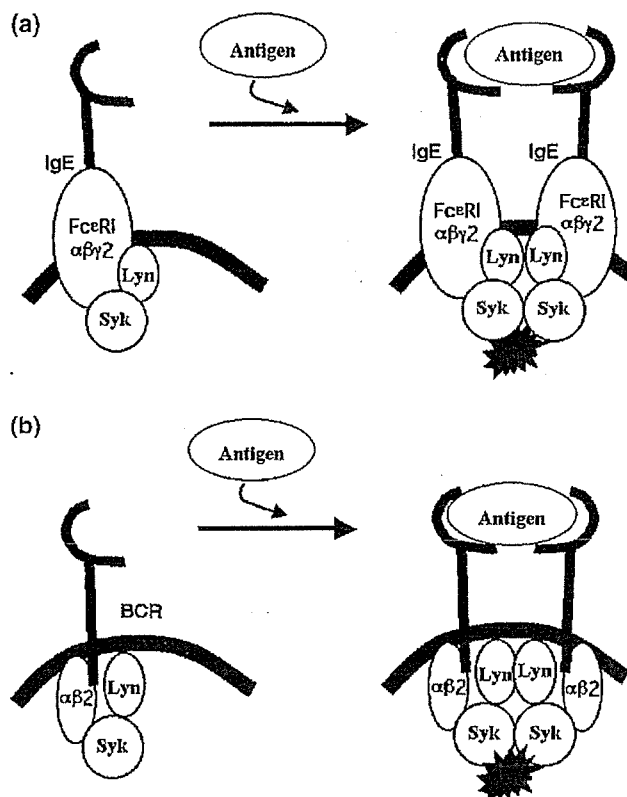 (a)
Antigen
Antigen
IgE
IgE
IgE
FcεRI
αβγ2
FcεRI
αβγ2
FcεRI
αβγ2
Lyn
Lyn
Lyn
Syk
Syk
Syk
(b)
Antigen
Antigen
BCR
αβ2
Lyn
αβ2
Lyn
Lyn
αβ2
Syk
Syk
Syk